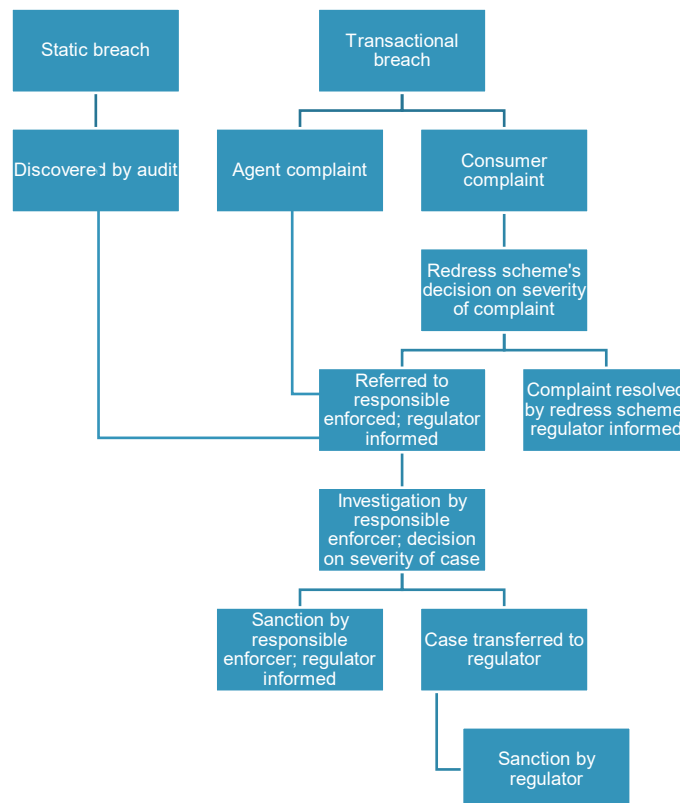 Static breach
Transactional
breach
Discovered by audit
Agent complaint
Consumer
complaint
Redress scheme's
decision on severity
of complaint
Referred to
responsible
enforced; regulator
informed
Complaint resolved
by redress scheme
regulator informed
Investigation by
responsible
enforcer; decision
on severity of case
Sanction by
responsible
enforcer; regulator
informed
Case transferred to
regulator
Sanction by
regulator